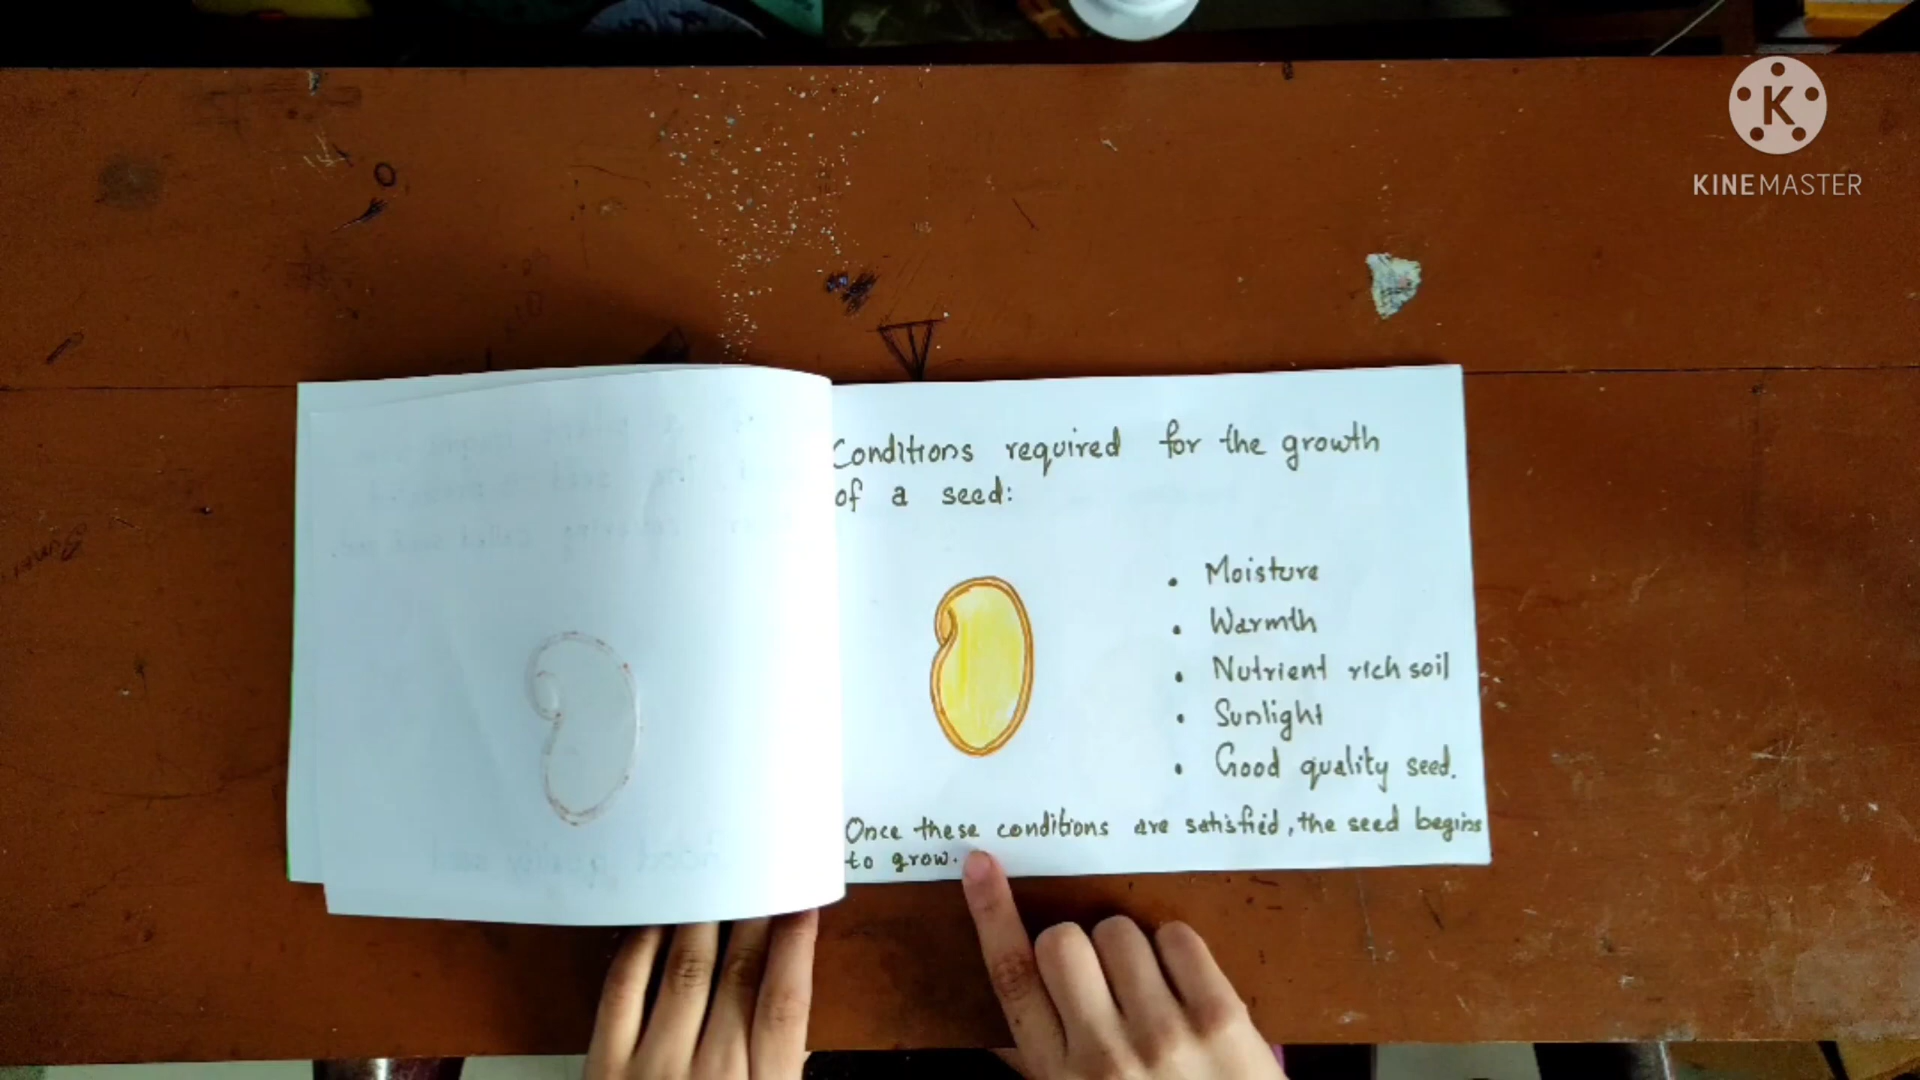 KINEMASTER
Conditions required for the growth
of a seed:
• Moisture
• Warmth
• Nutrient rich soil
• Sunlight
• Good quality seed.
Once these conditions are satisfied, the seed begins
to grow.